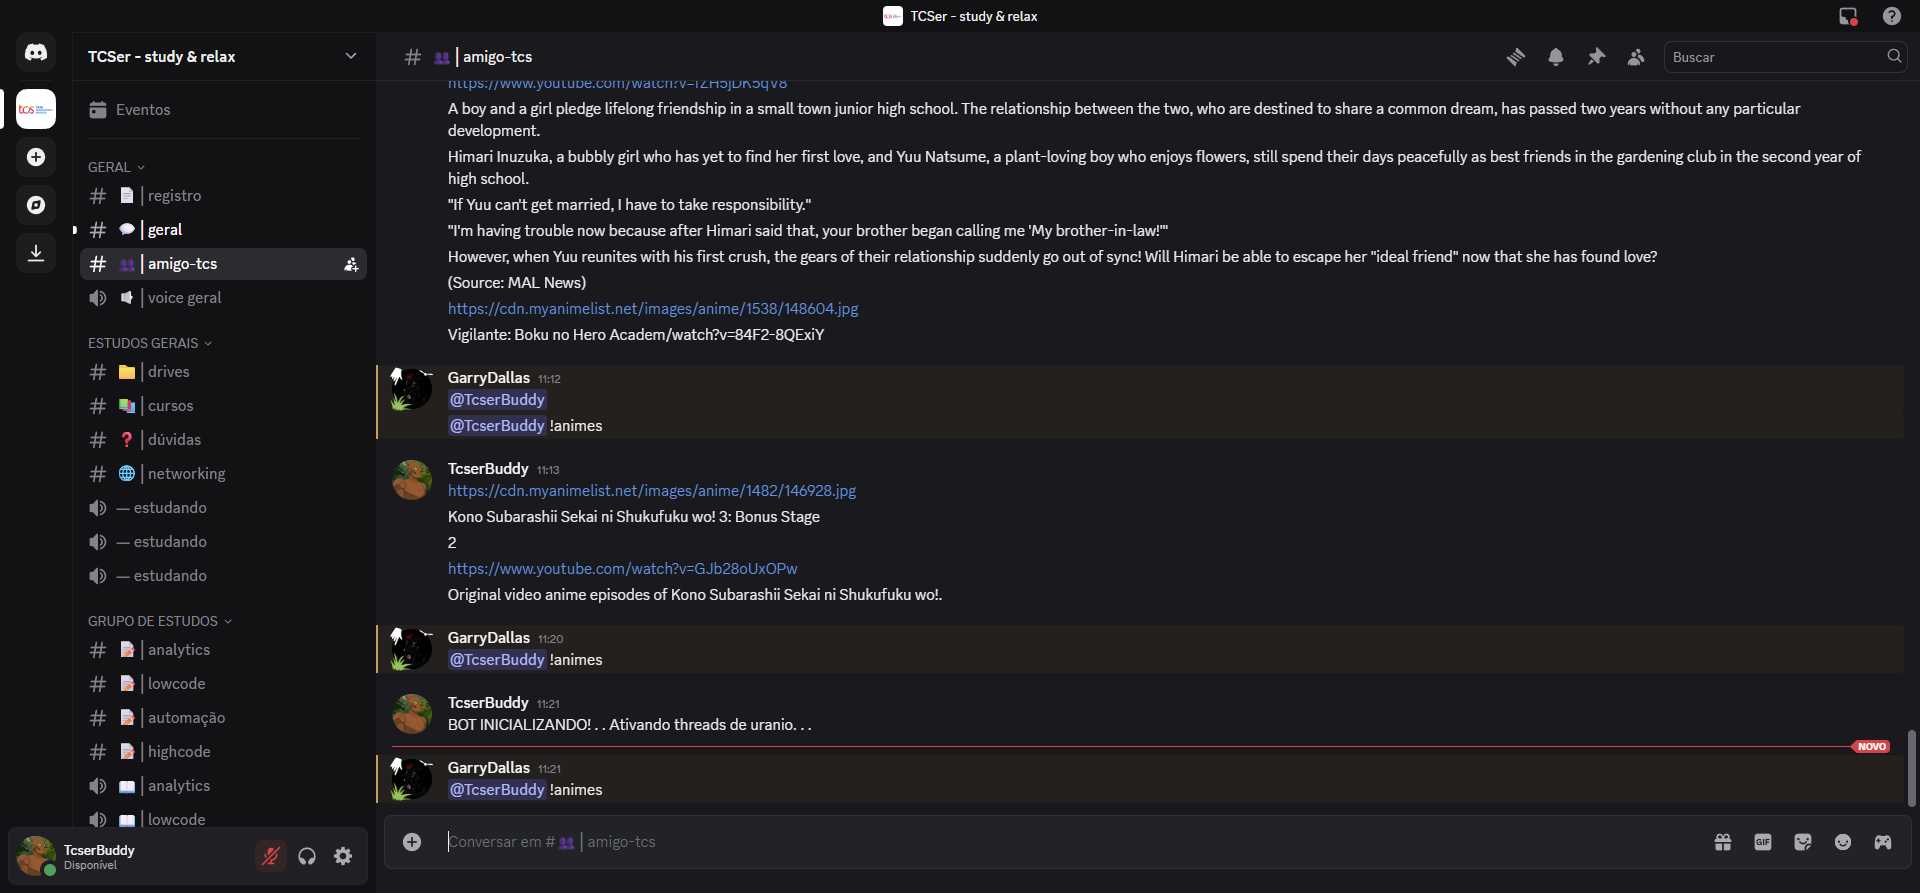 TCSer - study & relax
TCSer - study & relax
Eventos
GERAL
registro
geral
amigo-tcs
voice geral
ESTUDOS GERAIS
drives
cursos
dúvidas
networking
— estudando
— estudando
— estudando
GRUPO DE ESTUDOS
analytics
lowcode
automação
highcode
analytics
lowcode
TcserBuddy
Disponível
# | amigo-tcs
Buscar
https://www.youtube.com/watch?v=rZH5jDK5qV8
A boy and a girl pledge lifelong friendship in a small town junior high school. The relationship between the two, who are destined to share a common dream, has passed two years without any particular
development.
Himari Inuzuka, a bubbly girl who has yet to find her first love, and Yuu Natsume, a plant-loving boy who enjoys flowers, still spend their days peacefully as best friends in the gardening club in the second year of
high school.
"If Yuu can't get married, I have to take responsibility."
"I'm having trouble now because after Himari said that, your brother began calling me 'My brother-in-law!'"
However, when Yuu reunites with his first crush, the gears of their relationship suddenly go out of sync! Will Himari be able to escape her "ideal friend" now that she has found love?
(Source: MAL News)
https://cdn.myanimelist.net/images/anime/1538/148604.jpg
Vigilante: Boku no Hero Academ/watch?v=84F2-8QExiY
GarryDallas 11:12
@TcserBuddy
@TcserBuddy !animes
TcserBuddy 11:13
https://cdn.myanimelist.net/images/anime/1482/146928.jpg
Kono Subarashii Sekai ni Shukufuku wo! 3: Bonus Stage
2
https://www.youtube.com/watch?v=GJb28oUxOPw
Original video anime episodes of Kono Subarashii Sekai ni Shukufuku wo!.
GarryDallas 11:20
@TcserBuddy !animes
TcserBuddy 11:21
BOT INICIALIZANDO! . . Ativando threads de uranio. . .
NOVO
GarryDallas 11:21
@TcserBuddy !animes
Conversar em # | amigo-tcs
GIF